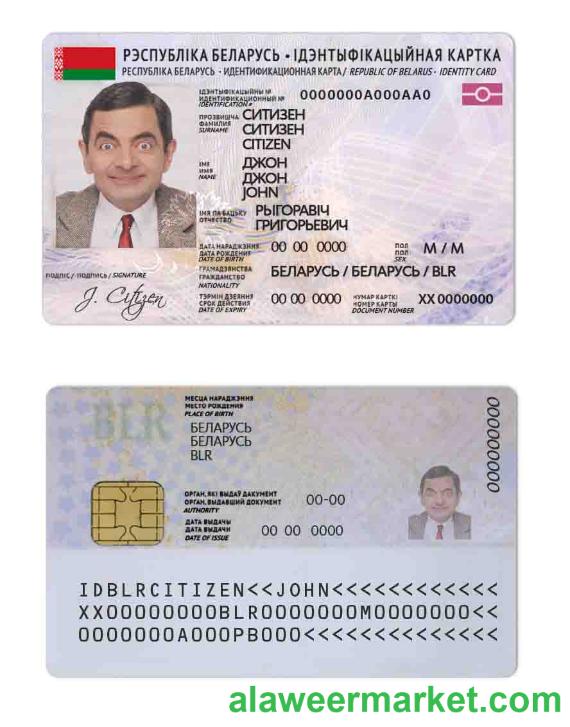 РЭСПУБЛІКА БЕЛАРУСЬ • ІДЭНТЫФІКАЦЫЙНАЯ КАРТКА
РЕСПУБЛИКА БЕЛАРУСЬ • ИДЕНТИФИКАЦИОННАЯ КАРТА / REPUBLIC OF BELARUS • IDENTITY CARD
ІДЭНТЫФІКАЦЫЙНЫ №
ИДЕНТИФИКАЦИОННЫЙ №
IDENTIFICATION #
0000000A000AA0
ПРОЗВІШЧА
ФАМИЛИЯ
SURNAME
СИТИЗЕН
СИТИЗЕН
CITIZEN
ІМЯ
ИМЯ
NAME
ДЖОН
ДЖОН
JOHN
ІМЯ ПА БАЦЬКУ
ОТЧЕСТВО
РЫГОРАВІЧ
ГРИГОРЬЕВИЧ
ДАТА НАРАДЖЭННЯ
ДАТА РОЖДЕНИЯ
DATE OF BIRTH
00 00 0000
ПОЛ
ПОЛ
SEX
М / M
ГРАМАДЗЯНСТВА
ГРАЖДАНСТВО
NATIONALITY
БЕЛАРУСЬ / БЕЛАРУСЬ / BLR
ПОДПІС / ПОДПИСЬ / SIGNATURE
J. Citizen
ТЭРМІН ДЗЕЯННЯ
СРОК ДЕЙСТВИЯ
DATE OF EXPIRY
00 00 0000
НУМАР КАРТКІ
НОМЕР КАРТЫ
DOCUMENT NUMBER
XX 0000000
BLR
МЕСЦА НАРАДЖЭННЯ
МЕСТО РОЖДЕНИЯ
PLACE OF BIRTH
БЕЛАРУСЬ
БЕЛАРУСЬ
BLR
000000000
ОРГАН, ЯКІ ВЫДАЎ ДАКУМЕНТ
ОРГАН, ВЫДАВШИЙ ДОКУМЕНТ
AUTHORITY
00-00
ДАТА ВЫДАЧЫ
ДАТА ВЫДАЧИ
DATE OF ISSUE
00 00 0000
IDBLRCITIZEN<<JOHN<<<<<<<<<<<<
XX00000000BLR0000000M0000000<<
0000000A000PB000<<<<<<<<<<<<<<
alaweermarket.com